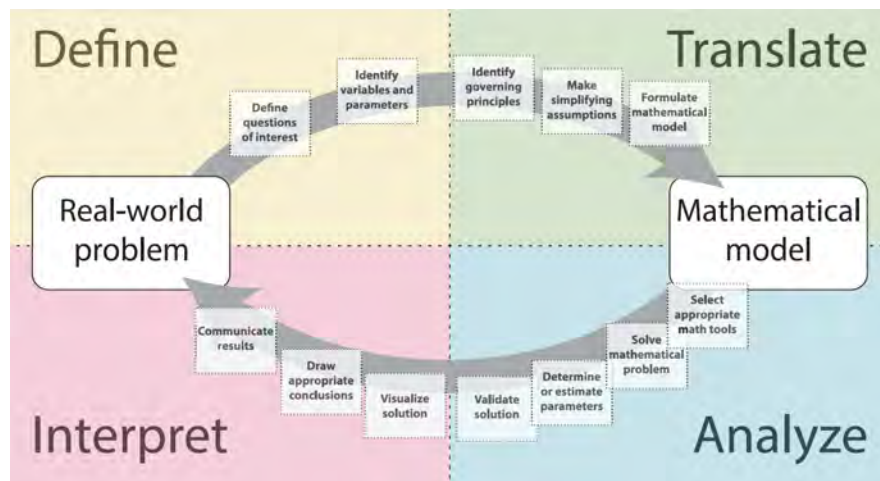 Define
Translate
Define
questions
of interest
Identify
variables and
parameters
Identify
governing
principles
Make
simplifying
assumptions
Formulate
mathematical
model
Real-world
problem
Mathematical
model
Select
appropriate
math tools
Solve
mathematical
problem
Determine
or estimate
parameters
Validate
solution
Visualize
solution
Draw
appropriate
conclusions
Communicate
results
Interpret
Analyze